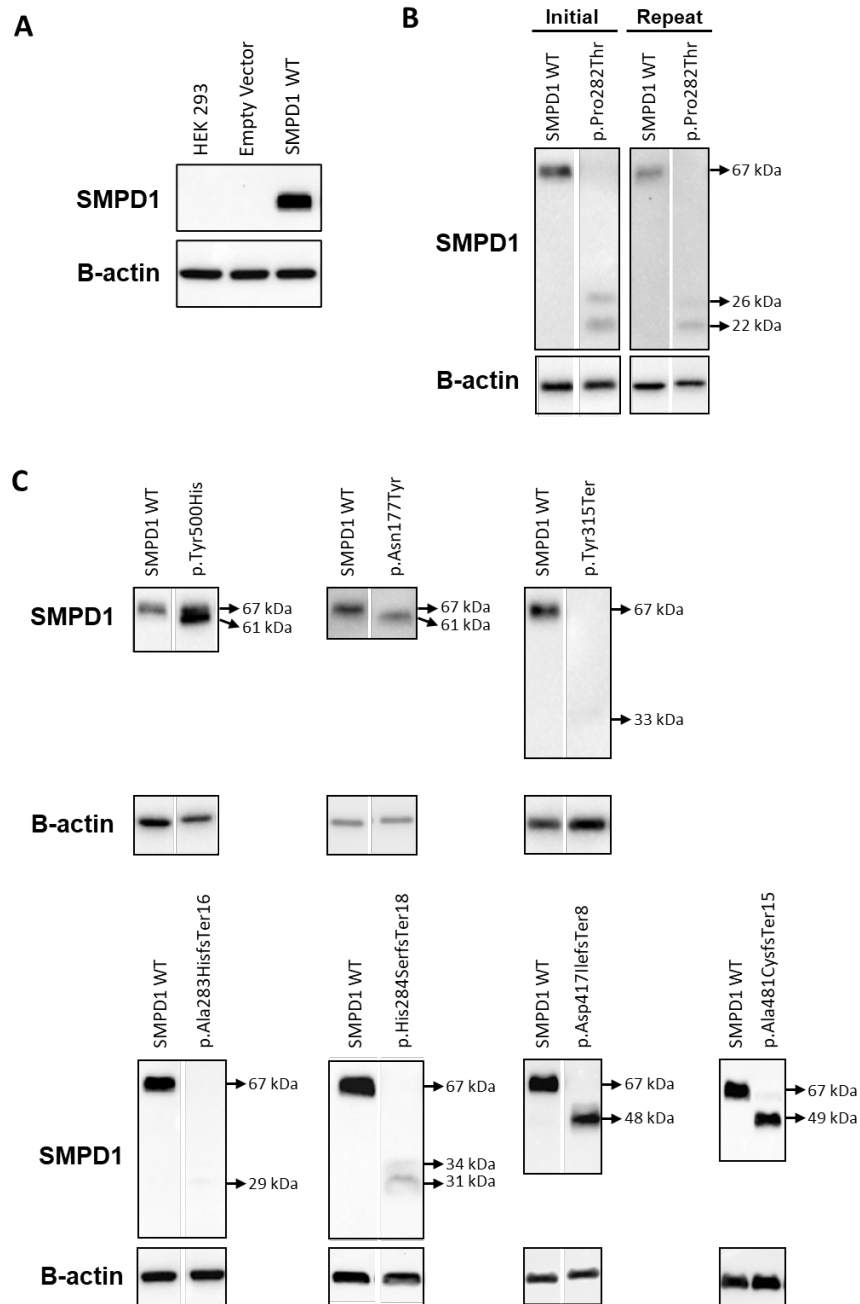 A
HEK 293
Empty Vector
SMPD1 WT
SMPD1
B-actin
B
Initial
Repeat
SMPD1 WT
p.Pro282Thr
SMPD1 WT
p.Pro282Thr
SMPD1
67 kDa
26 kDa
22 kDa
B-actin
C
SMPD1 WT
p.Tyr500His
SMPD1 WT
p.Asn177Tyr
SMPD1 WT
p.Tyr315Ter
SMPD1
67 kDa
61 kDa
67 kDa
61 kDa
67 kDa
33 kDa
B-actin
SMPD1 WT
p.Ala283HisfsTer16
SMPD1 WT
p.His284SerfsTer18
SMPD1 WT
p.Asp417IlefsTer8
SMPD1 WT
p.Ala481CysfsTer15
SMPD1
67 kDa
29 kDa
67 kDa
34 kDa
31 kDa
67 kDa
48 kDa
67 kDa
49 kDa
B-actin